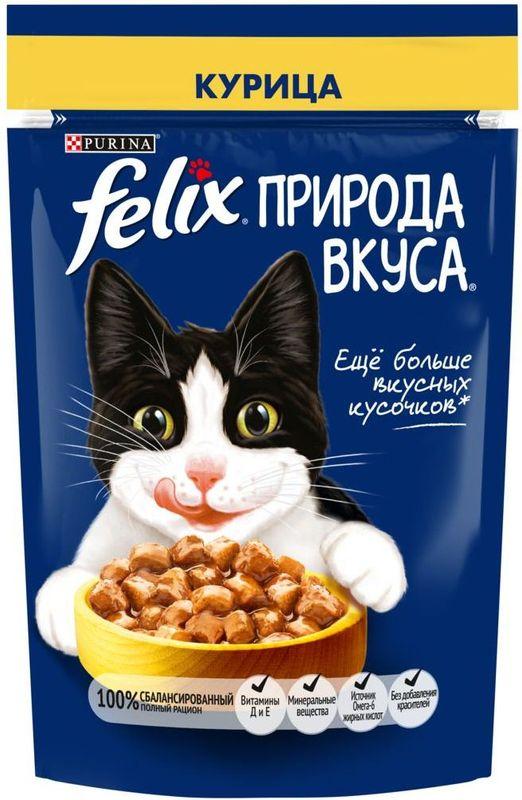 КУРИЦА
PURINA
felix
ПРИРОДА
ВКУСА®
Ещё больше
вкусных
кусочков*
100% СБАЛАНСИРОВАННЫЙ
ПОЛНЫЙ РАЦИОН
Витамины
Д и Е
Минеральные
вещества
Источник
Омега-6
жирных кислот
Без добавления
красителей